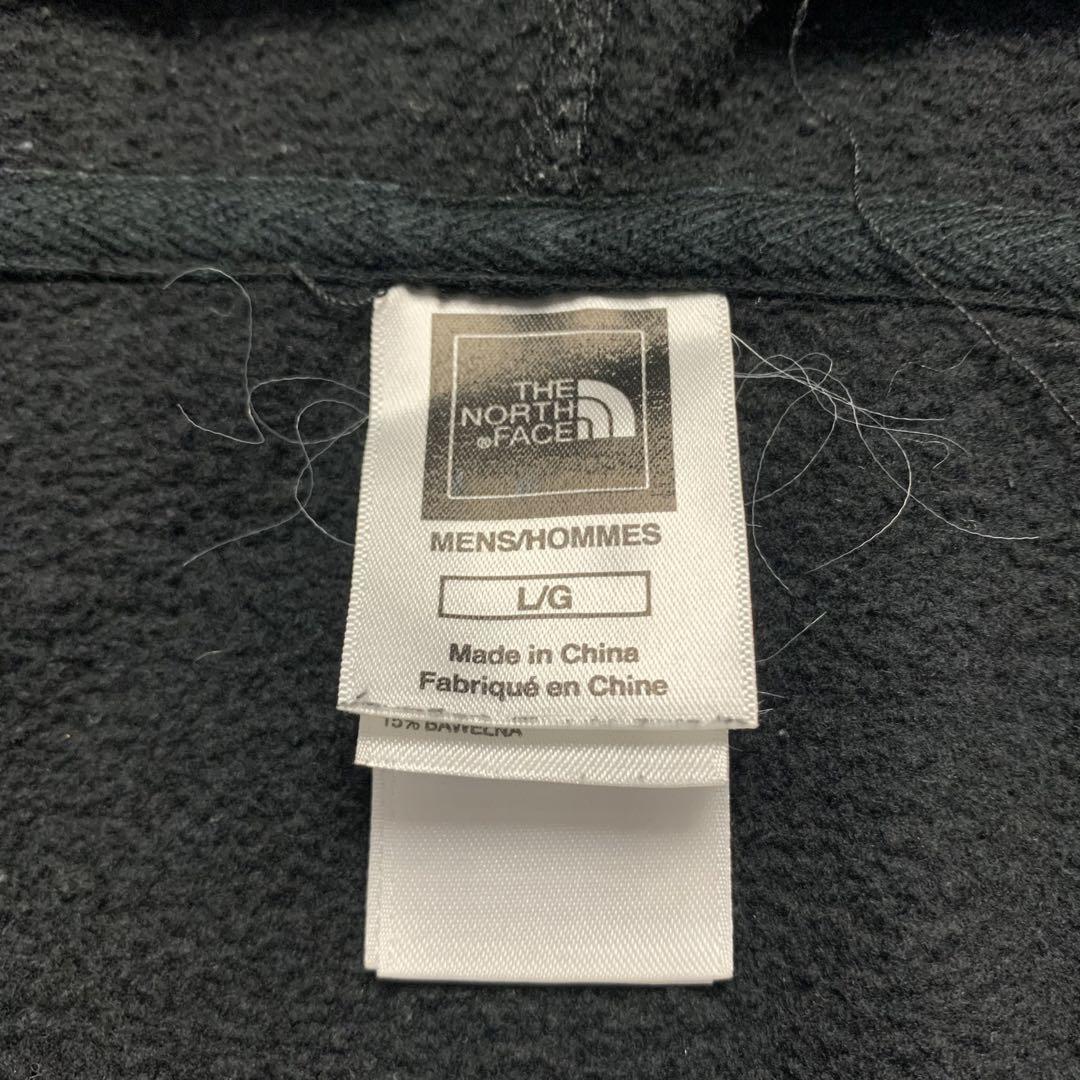 THE
NORTH
®FACE
MENS/HOMMES
L/G
Made in China
Fabriqué en Chine
15% BAWEŁNA